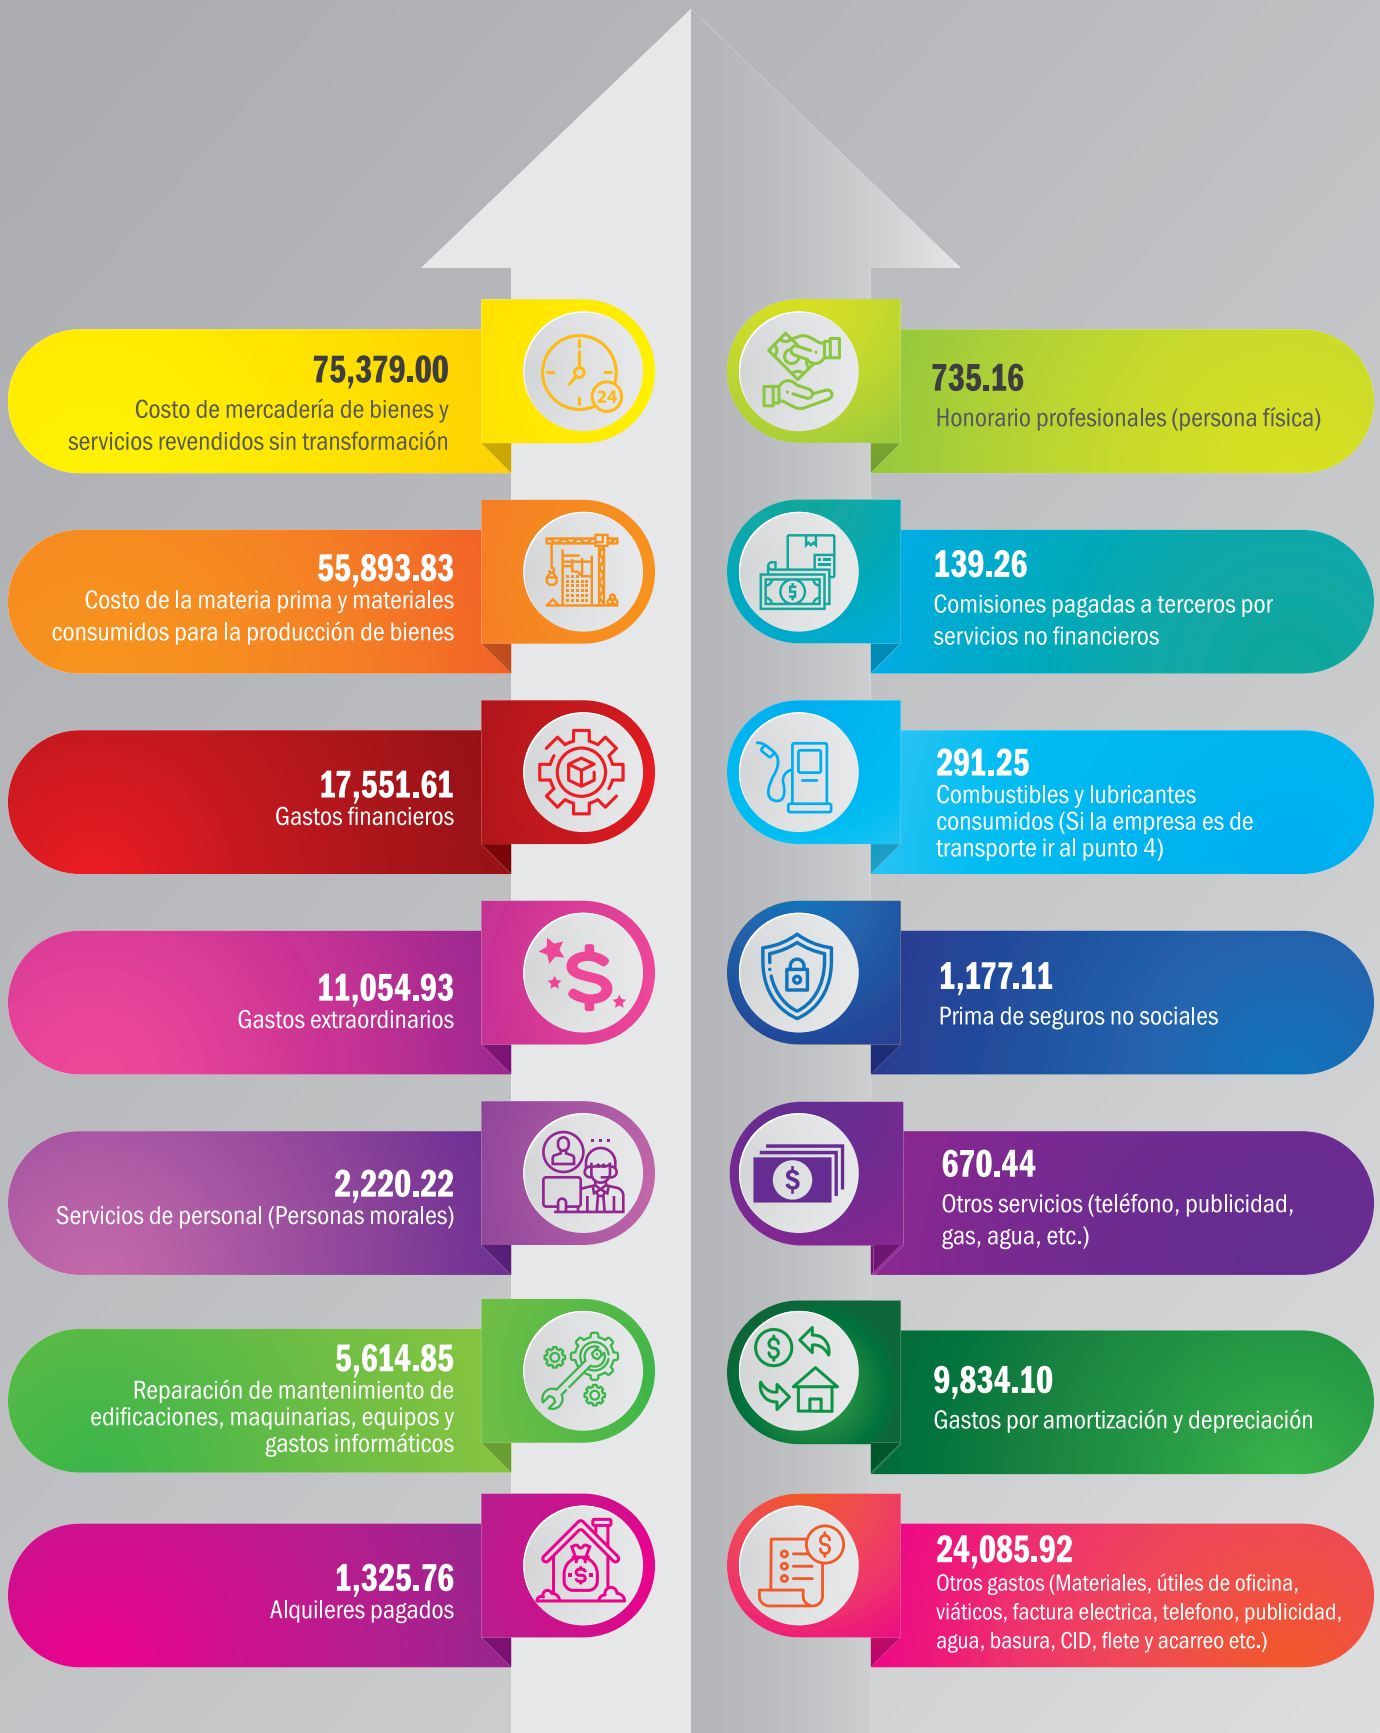 75,379.00
Costo de mercadería de bienes y
servicios revendidos sin transformación
24
55,893.83
Costo de la materia prima y materiales
consumidos para la producción de bienes
17,551.61
Gastos financieros
11,054.93
Gastos extraordinarios
$
2,220.22
Servicios de personal (Personas morales)
5,614.85
Reparación de mantenimiento de
edificaciones, maquinarias, equipos y
gastos informáticos
1,325.76
Alquileres pagados
$
735.16
Honorario profesionales (persona física)
139.26
Comisiones pagadas a terceros por
servicios no financieros
$
291.25
Combustibles y lubricantes
consumidos (Si la empresa es de
transporte ir al punto 4)
1,177.11
Prima de seguros no sociales
670.44
Otros servicios (teléfono, publicidad,
gas, agua, etc.)
$
9,834.10
Gastos por amortización y depreciación
$
24,085.92
Otros gastos (Materiales, útiles de oficina,
viáticos, factura electrica, telefono, publicidad,
agua, basura, CID, flete y acarreo etc.)
$